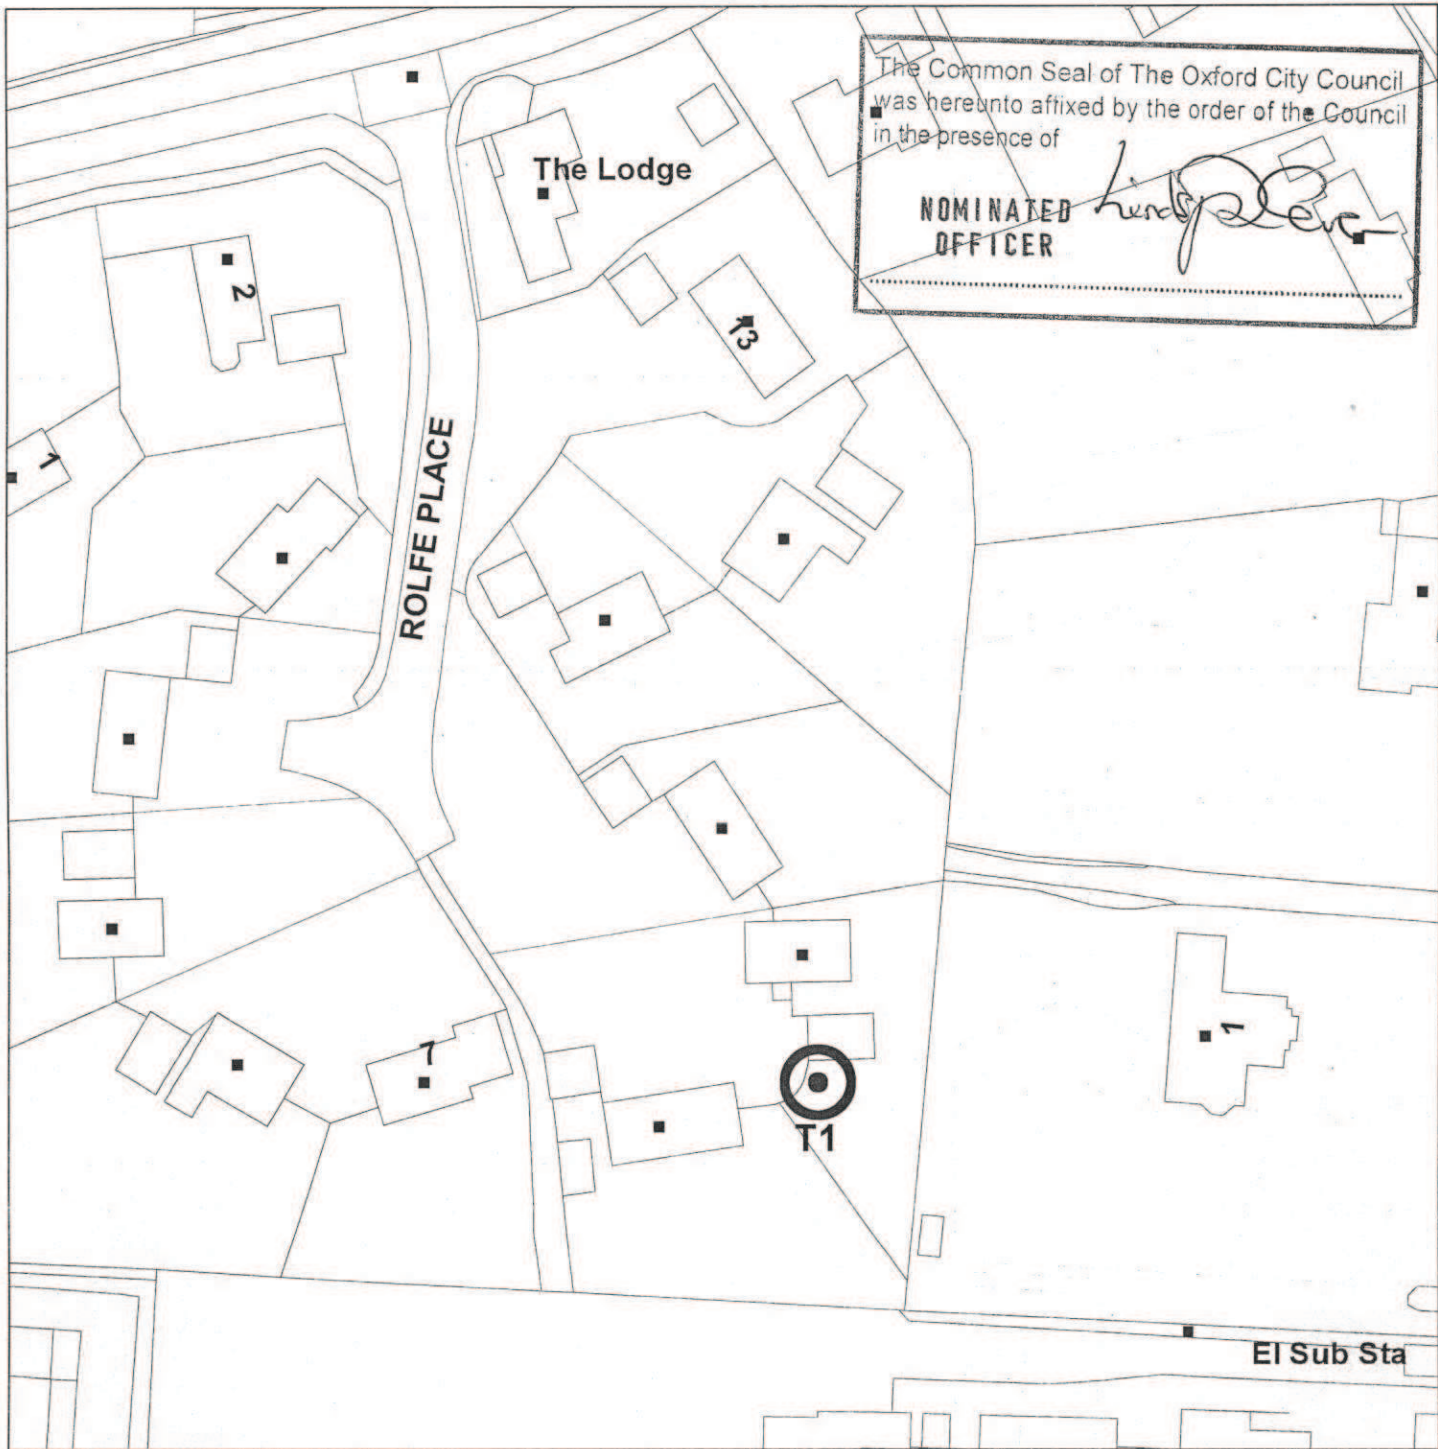 The Common Seal of The Oxford City Council
was hereunto affixed by the order of the Council
in the presence of
NOMINATED
OFFICER
The Lodge
2
13
1
ROLFE PLACE
7
1
T1
El Sub Sta